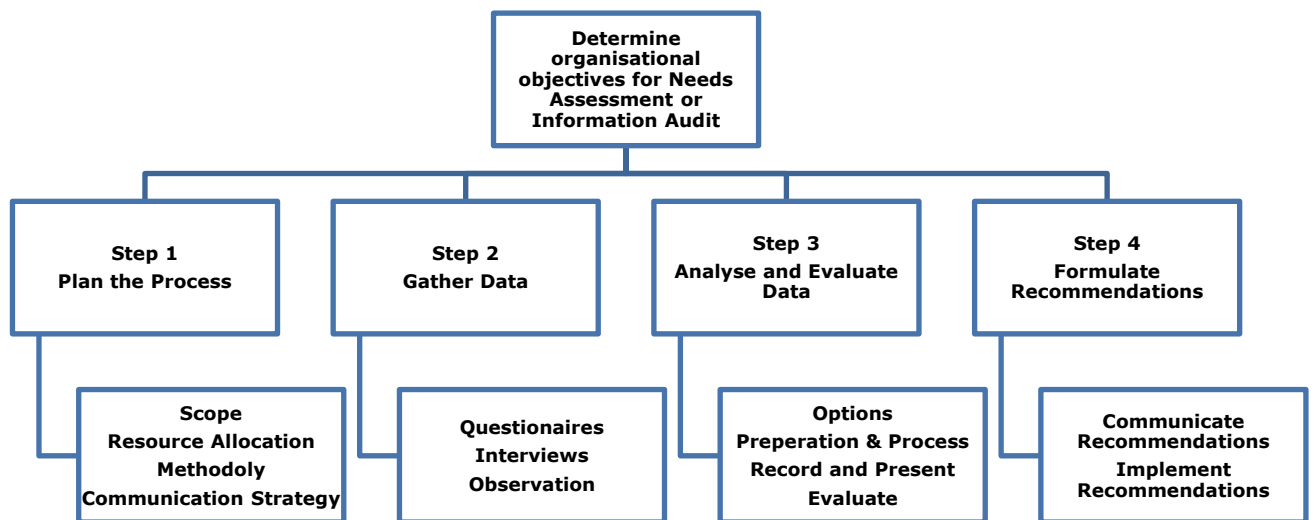 Determine
organisational
objectives for Needs
Assessment or
Information Audit
Step 1
Plan the Process
Step 2
Gather Data
Step 3
Analyse and Evaluate
Data
Step 4
Formulate
Recommendations
Scope
Resource Allocation
Methodoly
Communication Strategy
Questionaires
Interviews
Observation
Options
Preperation & Process
Record and Present
Evaluate
Communicate
Recommendations
Implement
Recommendations